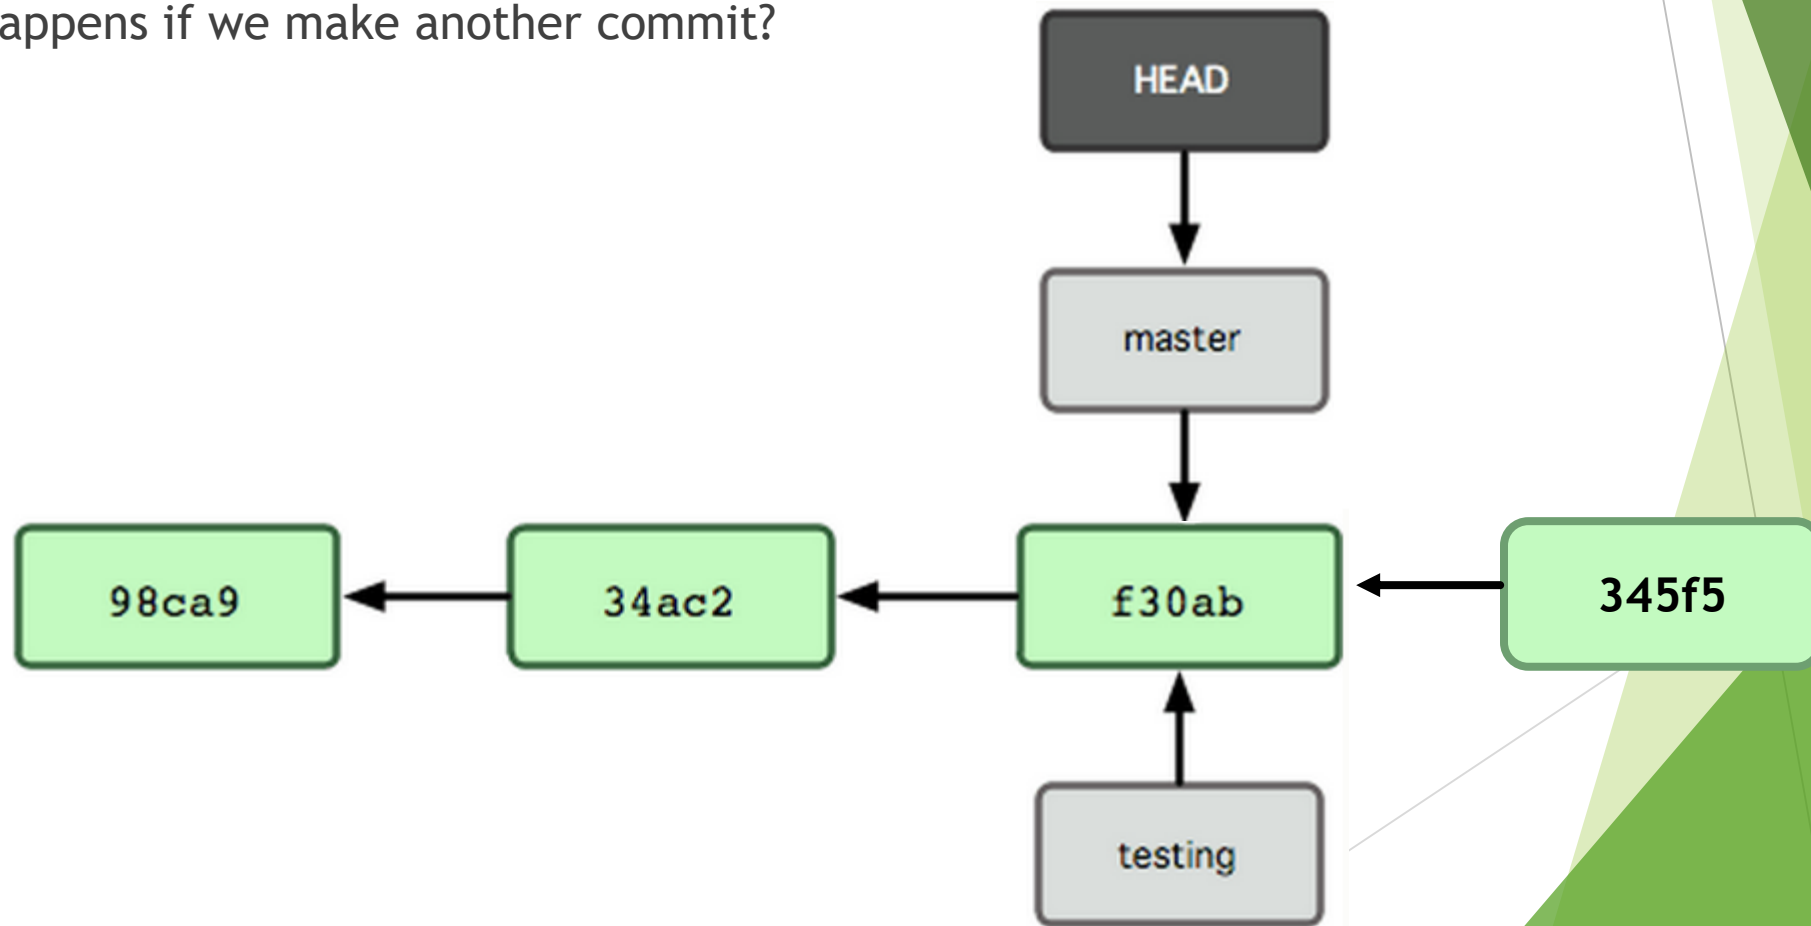 appens if we make another commit?
HEAD
master
98ca9 34ac2 f30ab 345f5
testing